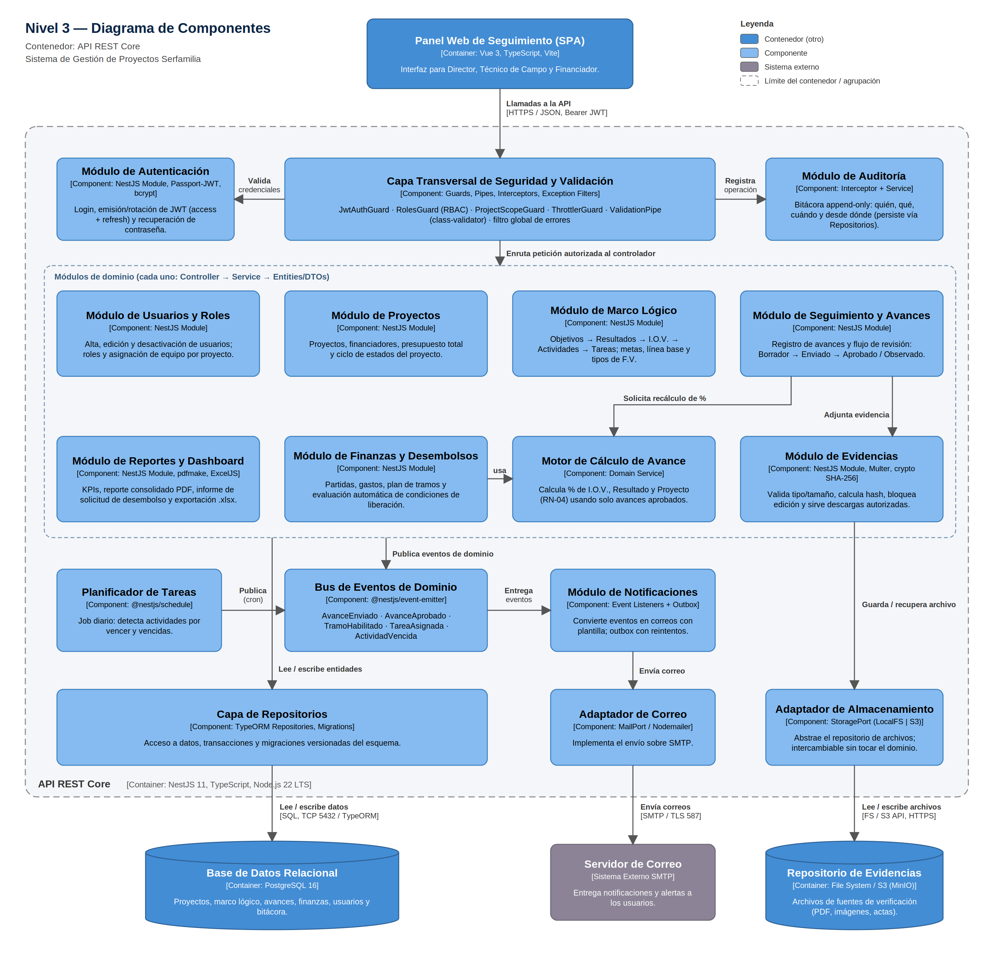 Nivel 3 — Diagrama de Componentes
Contenedor: API REST Core
Sistema de Gestión de Proyectos Serfamilia
Panel Web de Seguimiento (SPA)
[Container: Vue 3, TypeScript, Vite]
Interfaz para Director, Técnico de Campo y Financiador.
Leyenda
Contenedor (otro)
Componente
Sistema externo
Límite del contenedor / agrupación
Llamadas a la API
[HTTPS / JSON, Bearer JWT]
Módulo de Autenticación
[Component: NestJS Module, Passport-JWT,
bcrypt]
Login, emisión/rotación de JWT (access
+ refresh) y recuperación de
contraseña.
Valida
credenciales
Capa Transversal de Seguridad y Validación
[Component: Guards, Pipes, Interceptors, Exception Filters]
JwtAuthGuard · RolesGuard (RBAC) · ProjectScopeGuard · ThrottlerGuard · ValidationPipe
(class-validator) · filtro global de errores
Registra
operación
Módulo de Auditoría
[Component: Interceptor + Service]
Bitácora append-only: quién, qué,
cuándo y desde dónde (persiste vía
Repositorios).
Enruta petición autorizada al controlador
Módulos de dominio (cada uno: Controller → Service → Entities/DTOs)
Módulo de Usuarios y Roles
[Component: NestJS Module]
Alta, edición y desactivación de usuarios;
roles y asignación de equipo por proyecto.
Módulo de Proyectos
[Component: NestJS Module]
Proyectos, financiadores, presupuesto total
y ciclo de estados del proyecto.
Módulo de Marco Lógico
[Component: NestJS Module]
Objetivos → Resultados → I.O.V. →
Actividades → Tareas; metas, línea base y
tipos de F.V.
Módulo de Seguimiento y Avances
[Component: NestJS Module]
Registro de avances y flujo de revisión:
Borrador → Enviado → Aprobado / Observado.
Solicita recálculo de %
Adjunta evidencia
Módulo de Reportes y Dashboard
[Component: NestJS Module, pdfmake, ExcelJS]
KPIs, reporte consolidado PDF, informe de
solicitud de desembolso y exportación .xlsx.
Módulo de Finanzas y Desembolsos
[Component: NestJS Module]
Partidas, gastos, plan de tramos y
evaluación automática de condiciones de
liberación.
usa
Motor de Cálculo de Avance
[Component: Domain Service]
Calcula % de I.O.V., Resultado y Proyecto
(RN-04) usando solo avances aprobados.
Módulo de Evidencias
[Component: NestJS Module, Multer, crypto
SHA-256]
Valida tipo/tamaño, calcula hash, bloquea
edición y sirve descargas autorizadas.
Publica eventos de dominio
Planificador de Tareas
[Component: @nestjs/schedule]
Job diario: detecta actividades por
vencer y vencidas.
Publica
(cron)
Bus de Eventos de Dominio
[Component: @nestjs/event-emitter]
AvanceEnviado · AvanceAprobado ·
TramoHabilitado · TareaAsignada ·
ActividadVencida
Entrega
eventos
Módulo de Notificaciones
[Component: Event Listeners + Outbox]
Convierte eventos en correos con
plantilla; outbox con reintentos.
Guarda / recupera archivo
Lee / escribe entidades
Envía correo
Capa de Repositorios
[Component: TypeORM Repositories, Migrations]
Acceso a datos, transacciones y migraciones versionadas del esquema.
Adaptador de Correo
[Component: MailPort / Nodemailer]
Implementa el envío sobre SMTP.
Adaptador de Almacenamiento
[Component: StoragePort (LocalFS | S3)]
Abstrae el repositorio de archivos;
intercambiable sin tocar el dominio.
API REST Core [Container: NestJS 11, TypeScript, Node.js 22 LTS]
Lee / escribe datos
[SQL, TCP 5432 / TypeORM]
Envía correos
[SMTP / TLS 587]
Lee / escribe archivos
[FS / S3 API, HTTPS]
Base de Datos Relacional
[Container: PostgreSQL 16]
Proyectos, marco lógico, avances, finanzas, usuarios y
bitácora.
Servidor de Correo
[Sistema Externo SMTP]
Entrega notificaciones y alertas a
los usuarios.
Repositorio de Evidencias
[Container: File System / S3 (MinIO)]
Archivos de fuentes de verificación
(PDF, imágenes, actas).